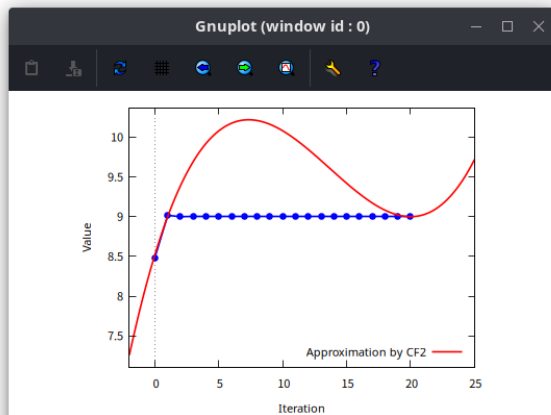 Gnuplot (window id : 0)
10
9.5
9
8.5
8
7.5
Value
Approximation by CF2
0 5 10 15 20 25
Iteration